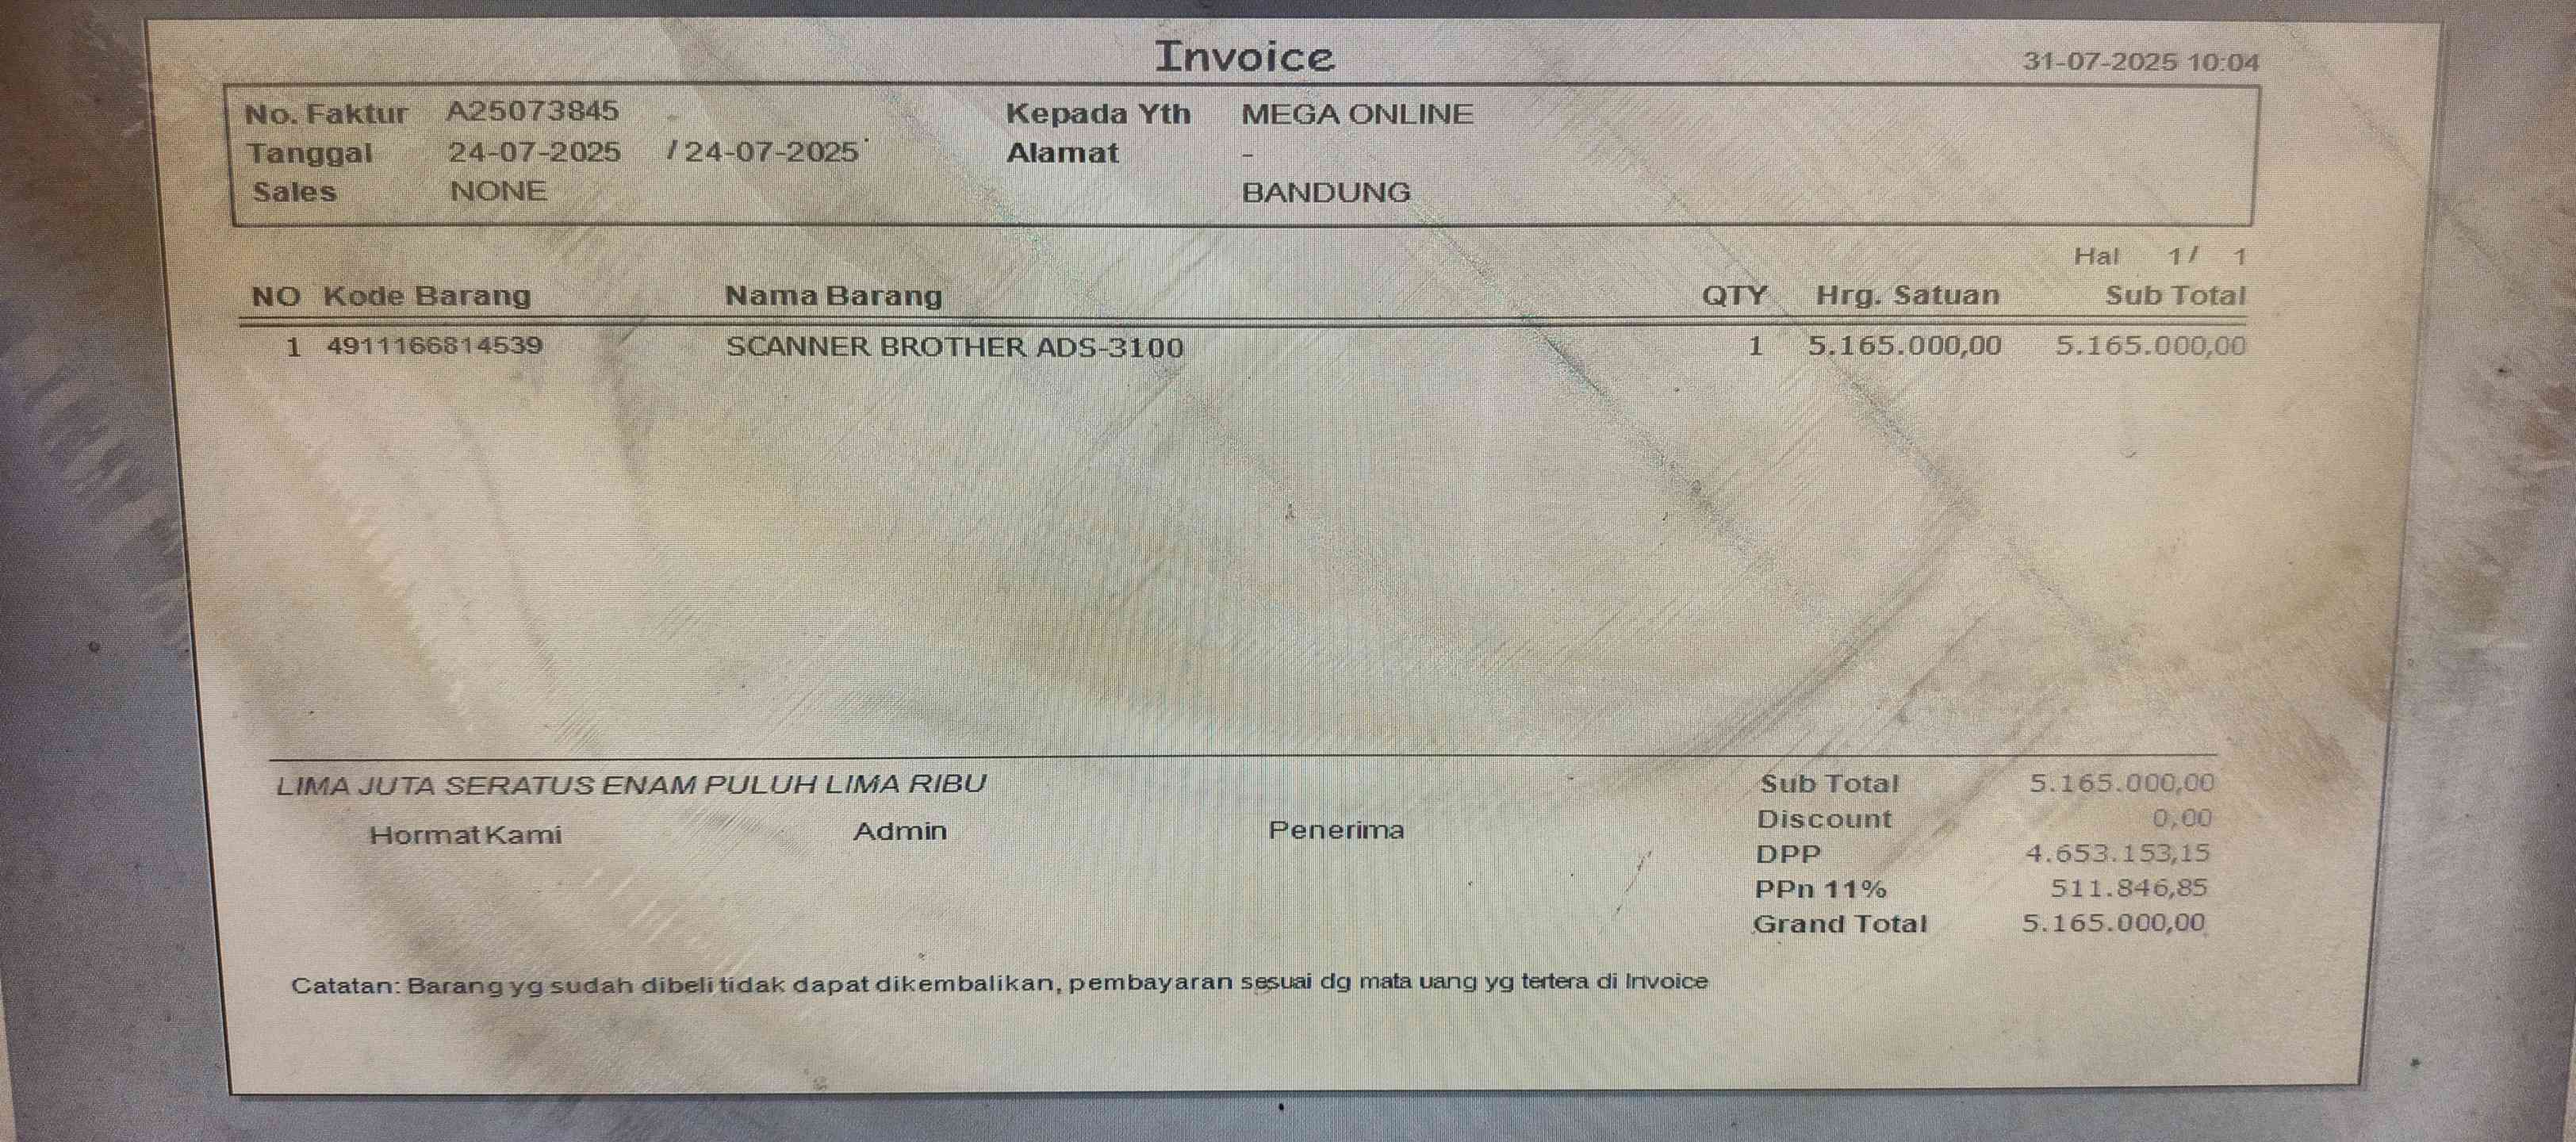 Invoice
31-07-2025 10:04
No. Faktur A25073845 Kepada Yth MEGA ONLINE
Tanggal 24-07-2025 / 24-07-2025 Alamat -
Sales NONE BANDUNG
Hal 1 / 1
NO Kode Barang Nama Barang QTY Hrg. Satuan Sub Total
1 4911166814539 SCANNER BROTHER ADS-3100 1 5.165.000,00 5.165.000,00
LIMA JUTA SERATUS ENAM PULUH LIMA RIBU Sub Total 5.165.000,00
Discount 0,00
Hormat Kami Admin Penerima
DPP 4.653.153,15
PPn 11% 511.846,85
Grand Total 5.165.000,00
Catatan: Barang yg sudah dibeli tidak dapat dikembalikan, pembayaran sesuai dg mata uang yg tertera di Invoice